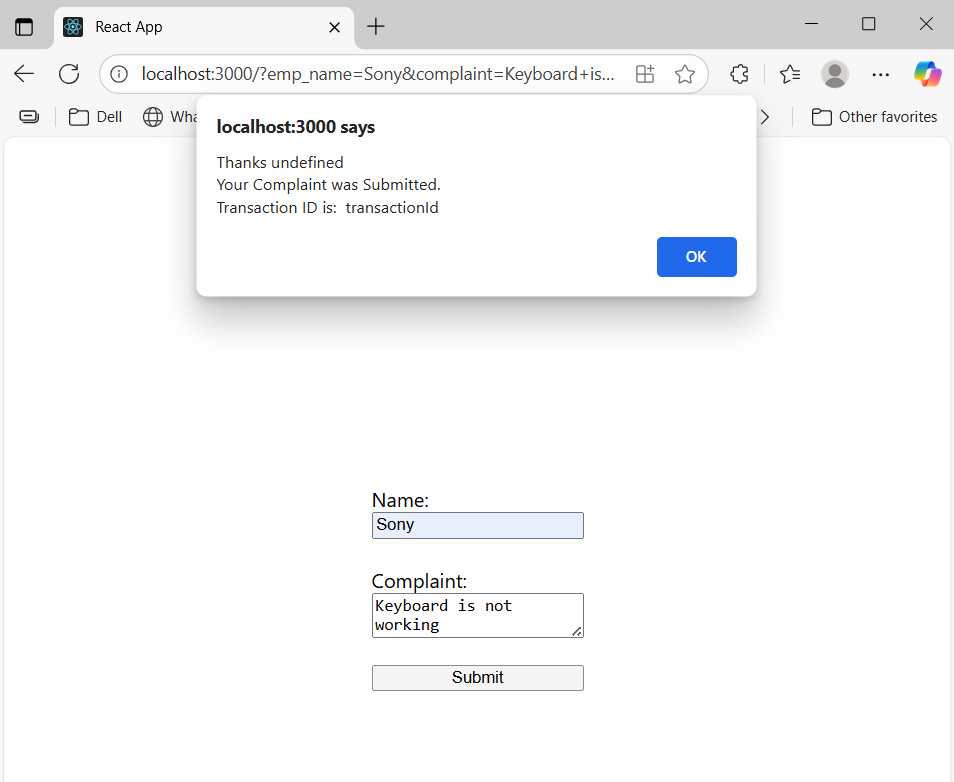 React App
localhost:3000/?emp_name=Sony&complaint=Keyboard+is...
Dell
Wha
Other favorites
localhost:3000 says
Thanks undefined
Your Complaint was Submitted.
Transaction ID is:  transactionId
OK
Name:
Sony
Complaint:
Keyboard is not
working
Submit